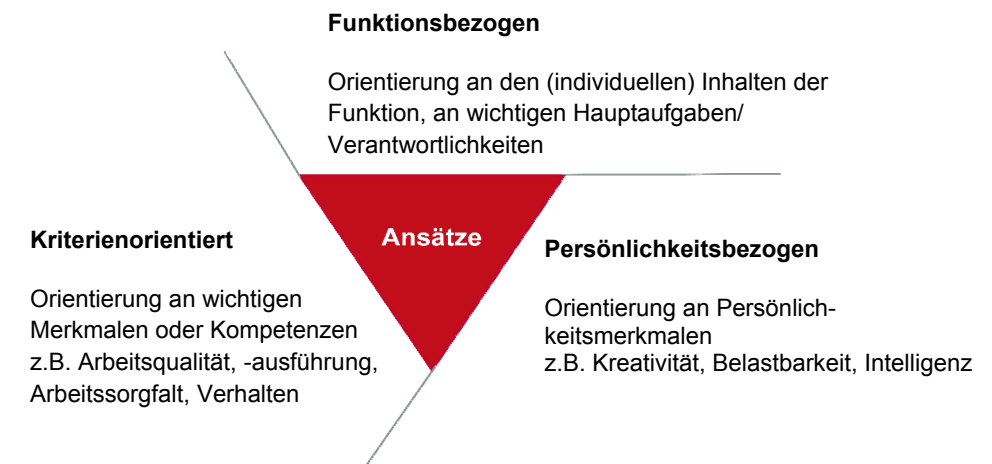 Funktionsbezogen
Orientierung an den (individuellen) Inhalten der
Funktion, an wichtigen Hauptaufgaben/
Verantwortlichkeiten
Ansätze
Kriterienorientiert
Orientierung an wichtigen
Merkmalen oder Kompetenzen
z.B. Arbeitsqualität, -ausführung,
Arbeitssorgfalt, Verhalten
Persönlichkeitsbezogen
Orientierung an Persönlich-
keitsmerkmalen
z.B. Kreativität, Belastbarkeit, Intelligenz